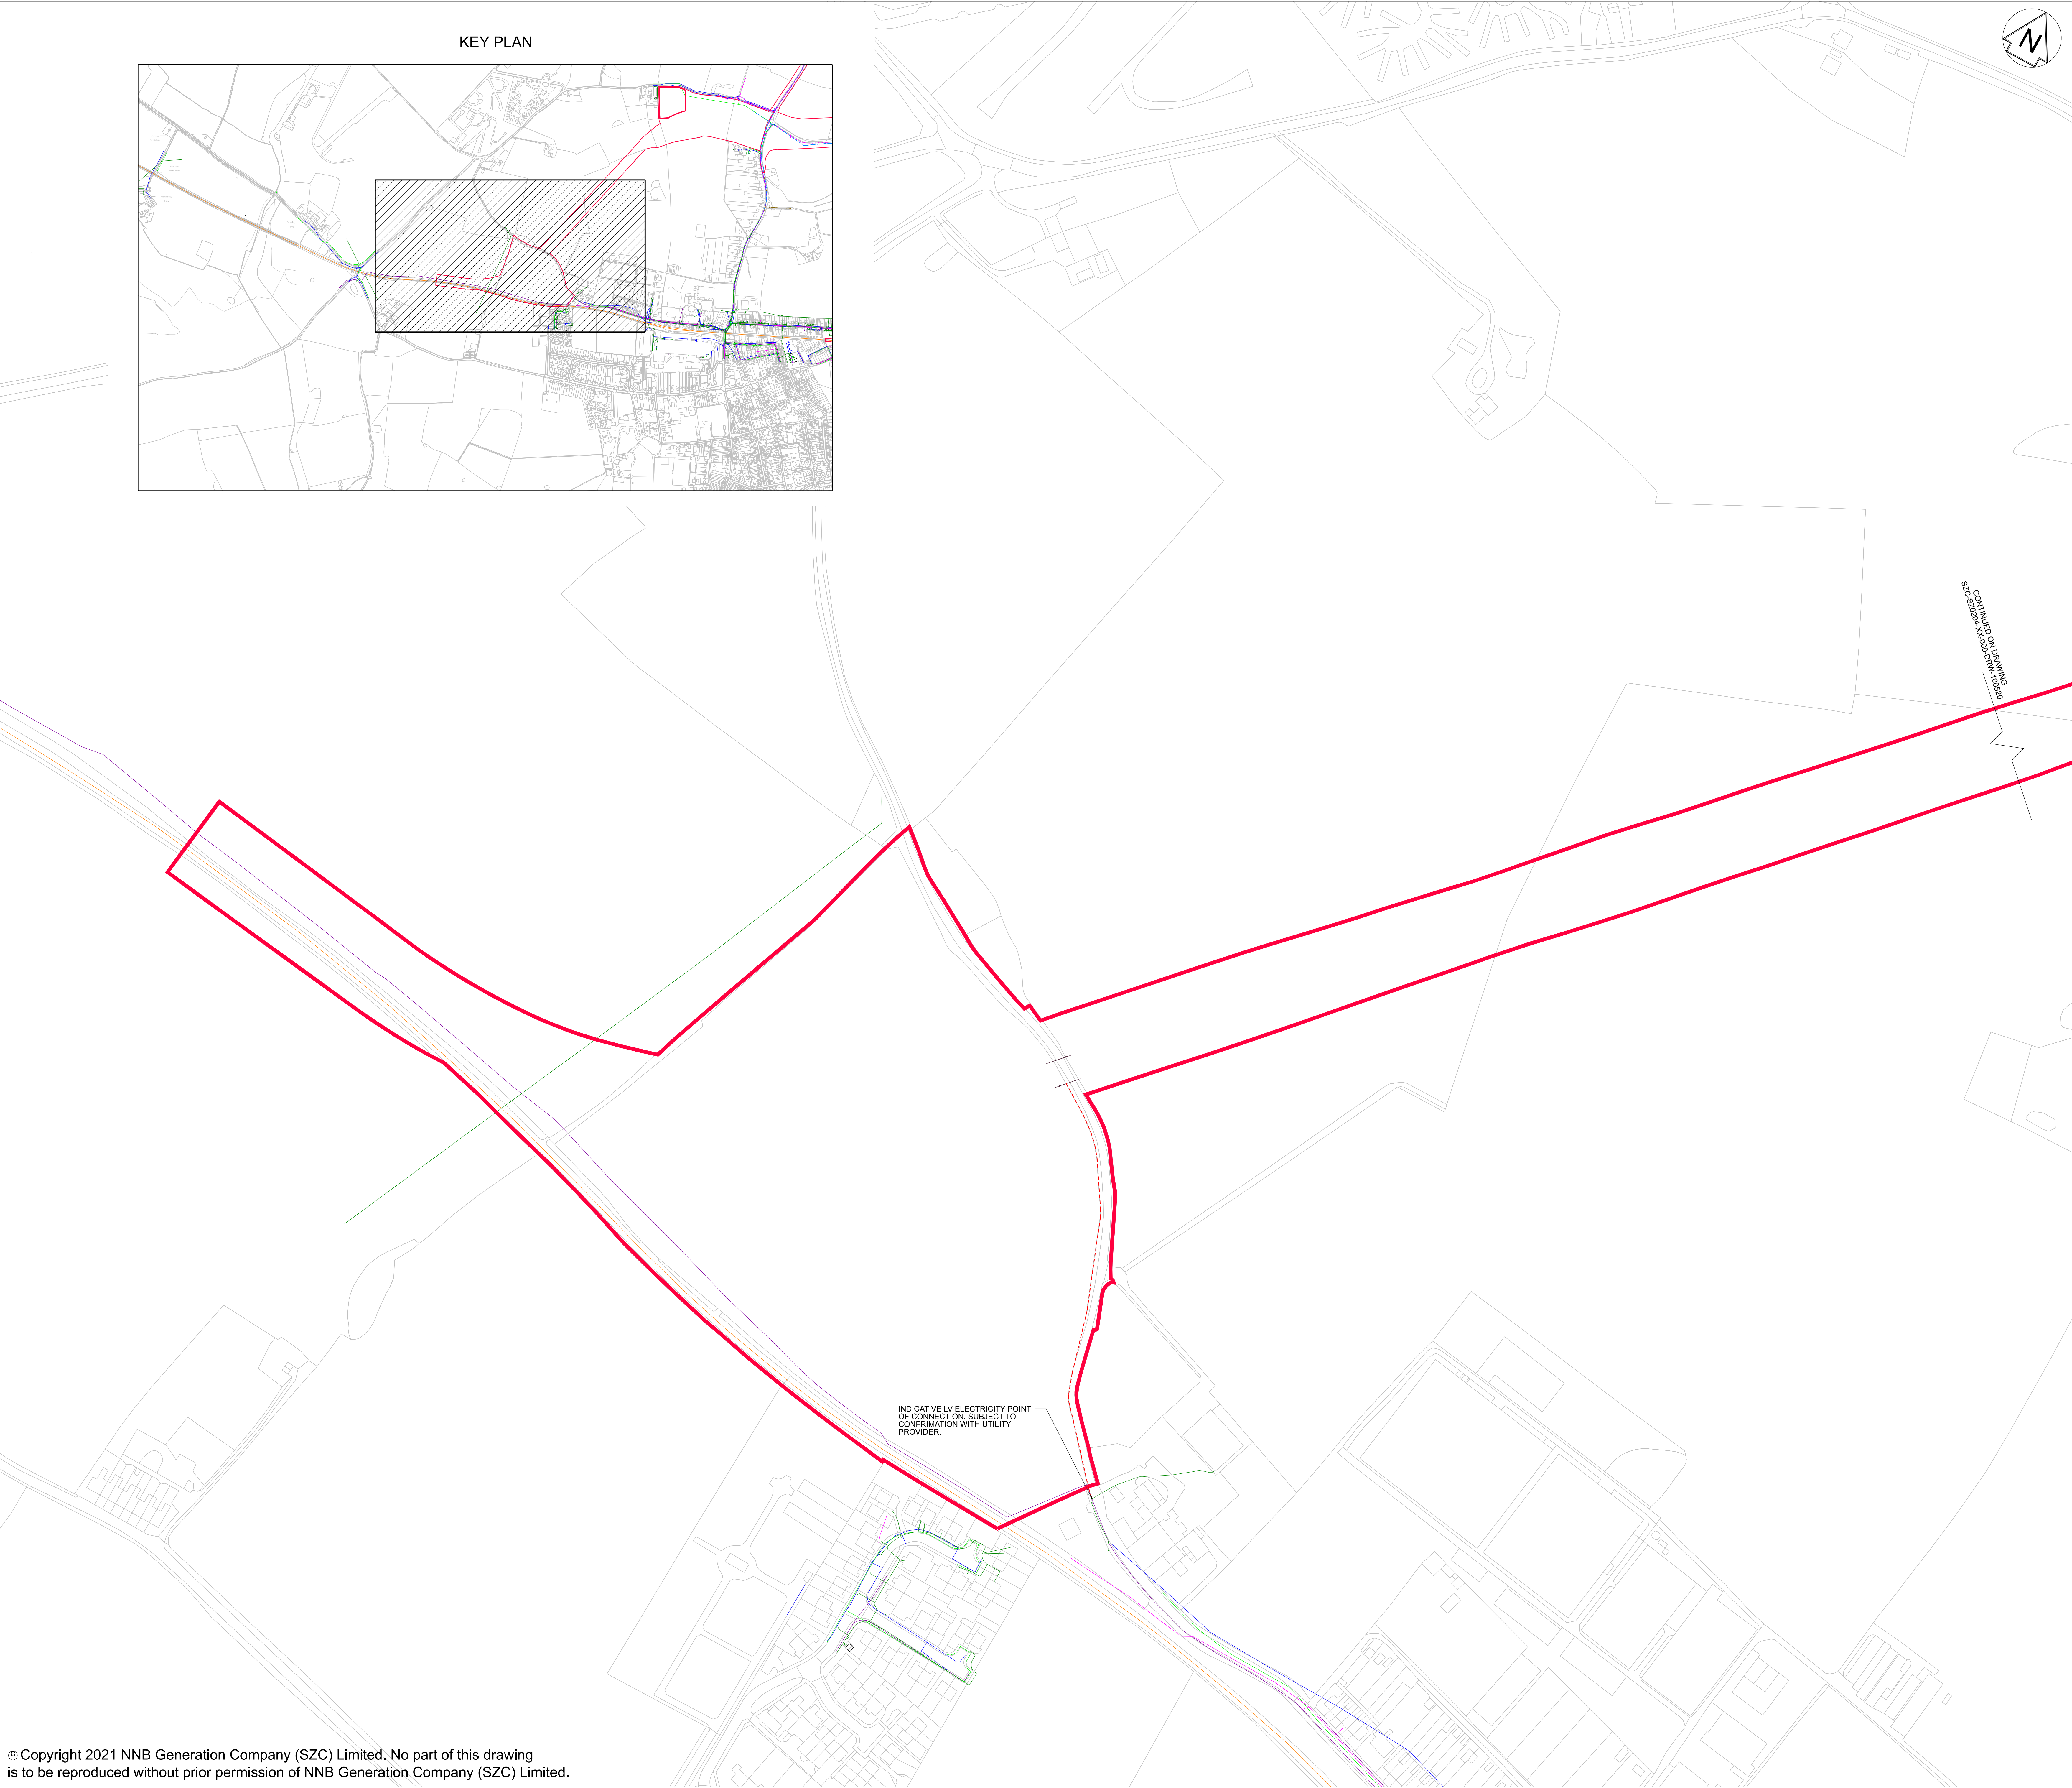 KEY PLAN
N
CONTINUED ON DRAWING
SZC-SZ0204-XX-000-DRW-100520
INDICATIVE LV ELECTRICITY POINT
OF CONNECTION. SUBJECT TO
CONFRIMATION WITH UTILITY
PROVIDER.
© Copyright 2021 NNB Generation Company (SZC) Limited. No part of this drawing
is to be reproduced without prior permission of NNB Generation Company (SZC) Limited.